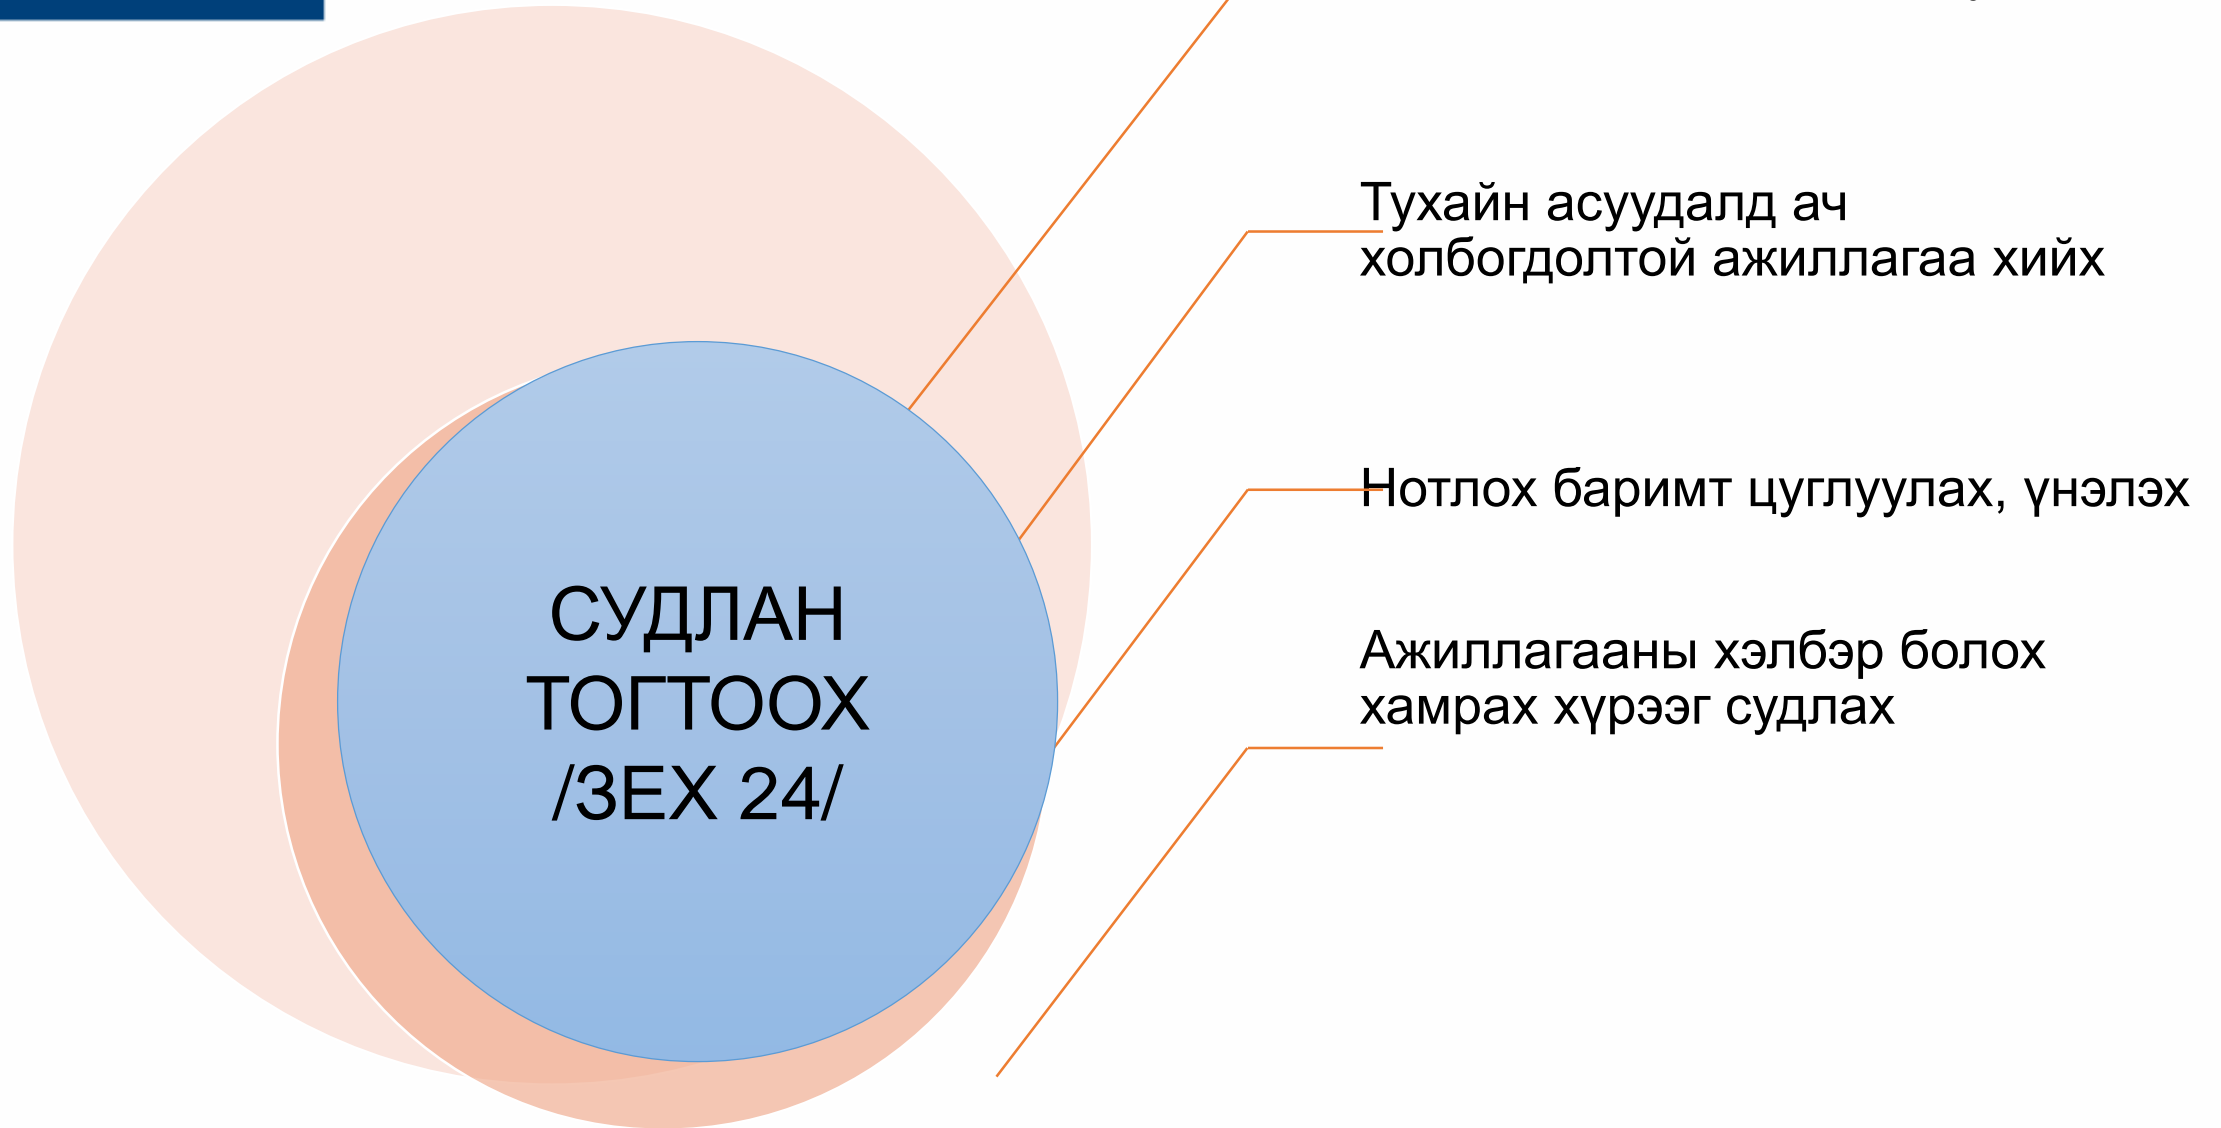 Тухайн асуудалд ач
холбогдолтой ажиллагаа хийх
Нотлох баримт цуглуулах, үнэлэх
Ажиллагааны хэлбэр болох
хамрах хүрээг судлах
СУДЛАН
ТОГТООХ
/ЗЕХ 24/